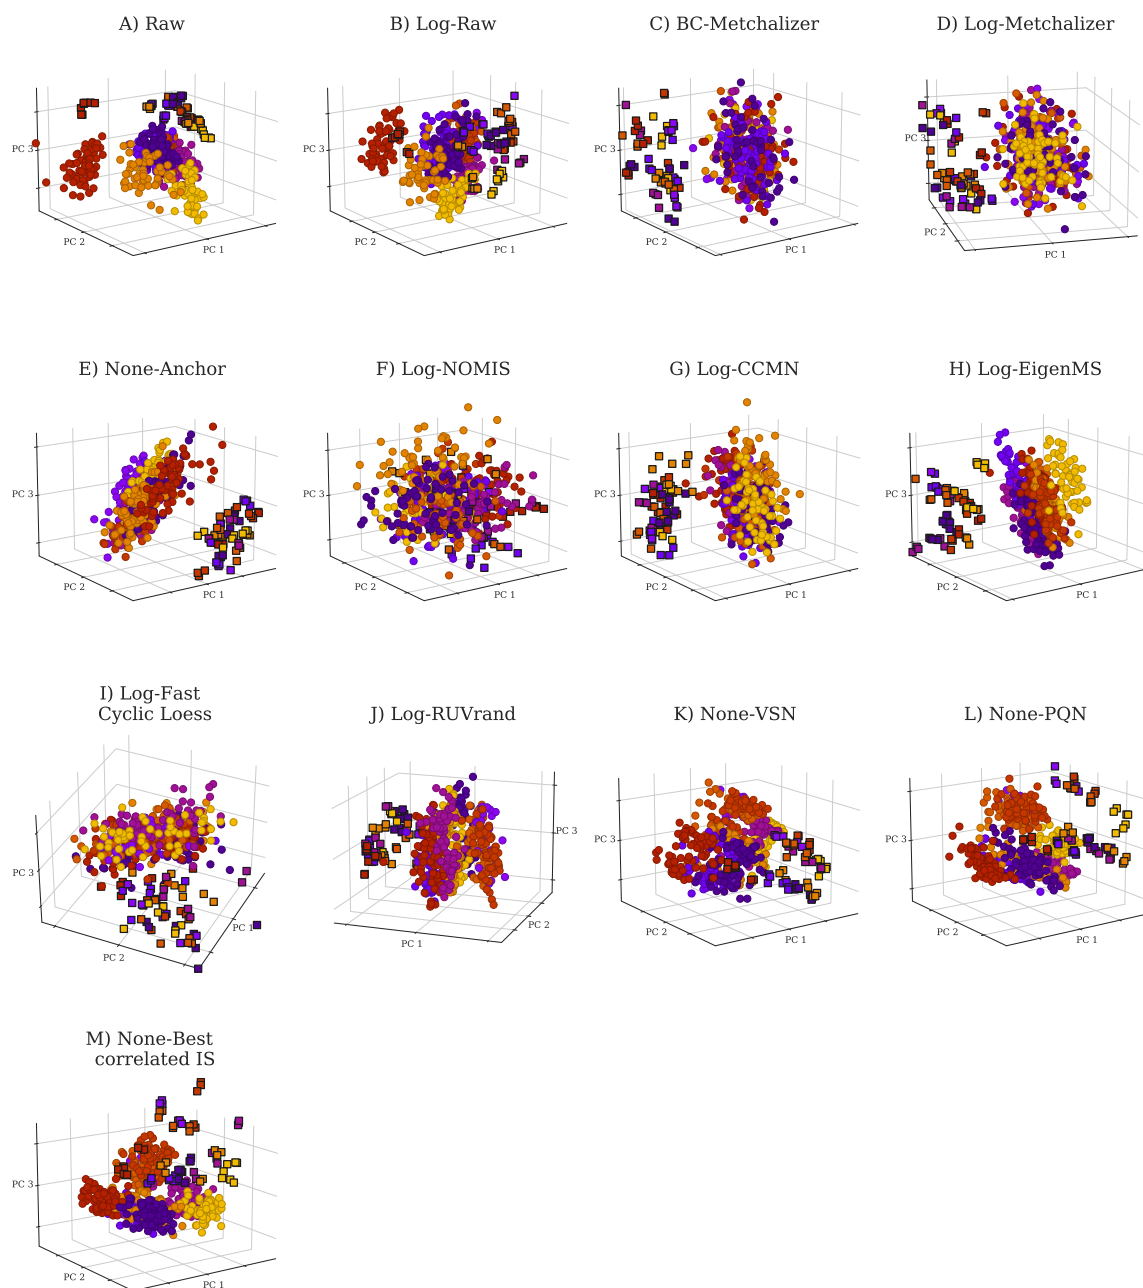 A) Raw
B) Log-Raw
C) BC-Metchalizer
D) Log-Metchalizer
PC 3
PC 2
PC 1
PC 3
PC 2
PC 1
PC 3
PC 2
PC 1
PC 3
PC 2
PC 1
E) None-Anchor
F) Log-NOMIS
G) Log-CCMN
H) Log-EigenMS
PC 3
PC 2
PC 1
PC 3
PC 2
PC 1
PC 3
PC 2
PC 1
PC 3
PC 2
PC 1
I) Log-Fast
Cyclic Loess
J) Log-RUVrand
K) None-VSN
L) None-PQN
PC 3
PC 2
PC 1
PC 3
PC 1
PC 2
PC 3
PC 2
PC 1
PC 3
PC 2
PC 1
M) None-Best
correlated IS
PC 3
PC 2
PC 1